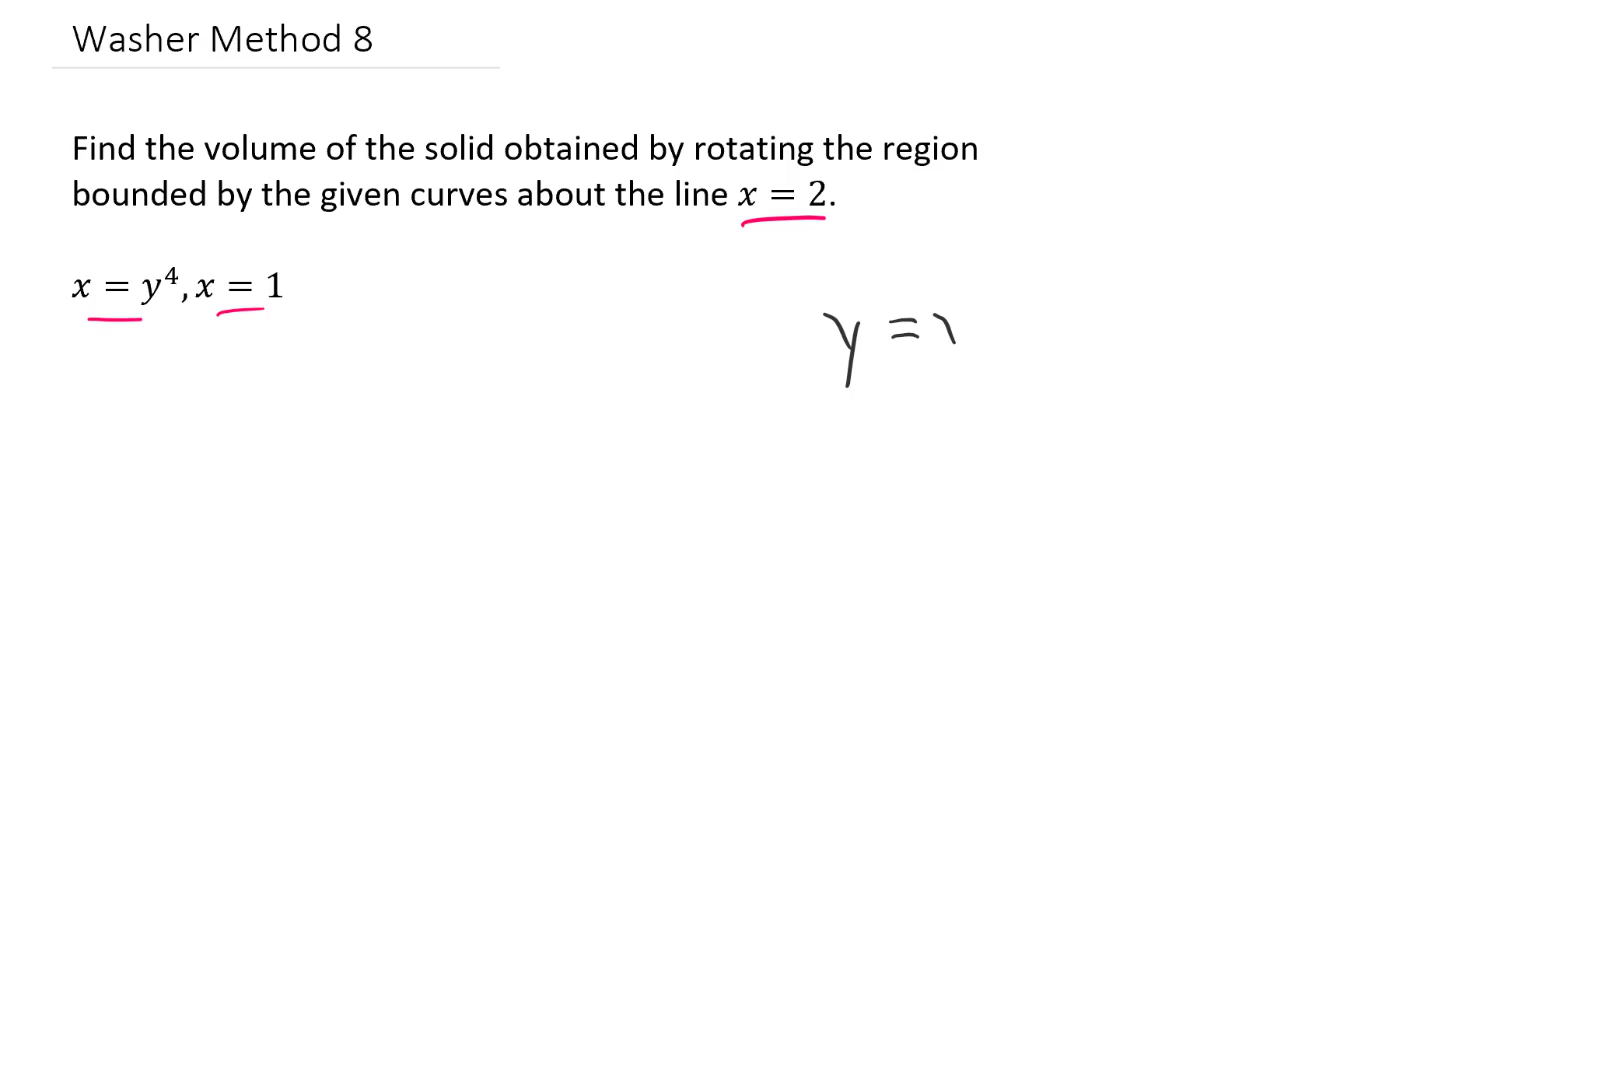 Washer Method 8
Find the volume of the solid obtained by rotating the region
bounded by the given curves about the line x = 2.
x = y⁴, x = 1
y =